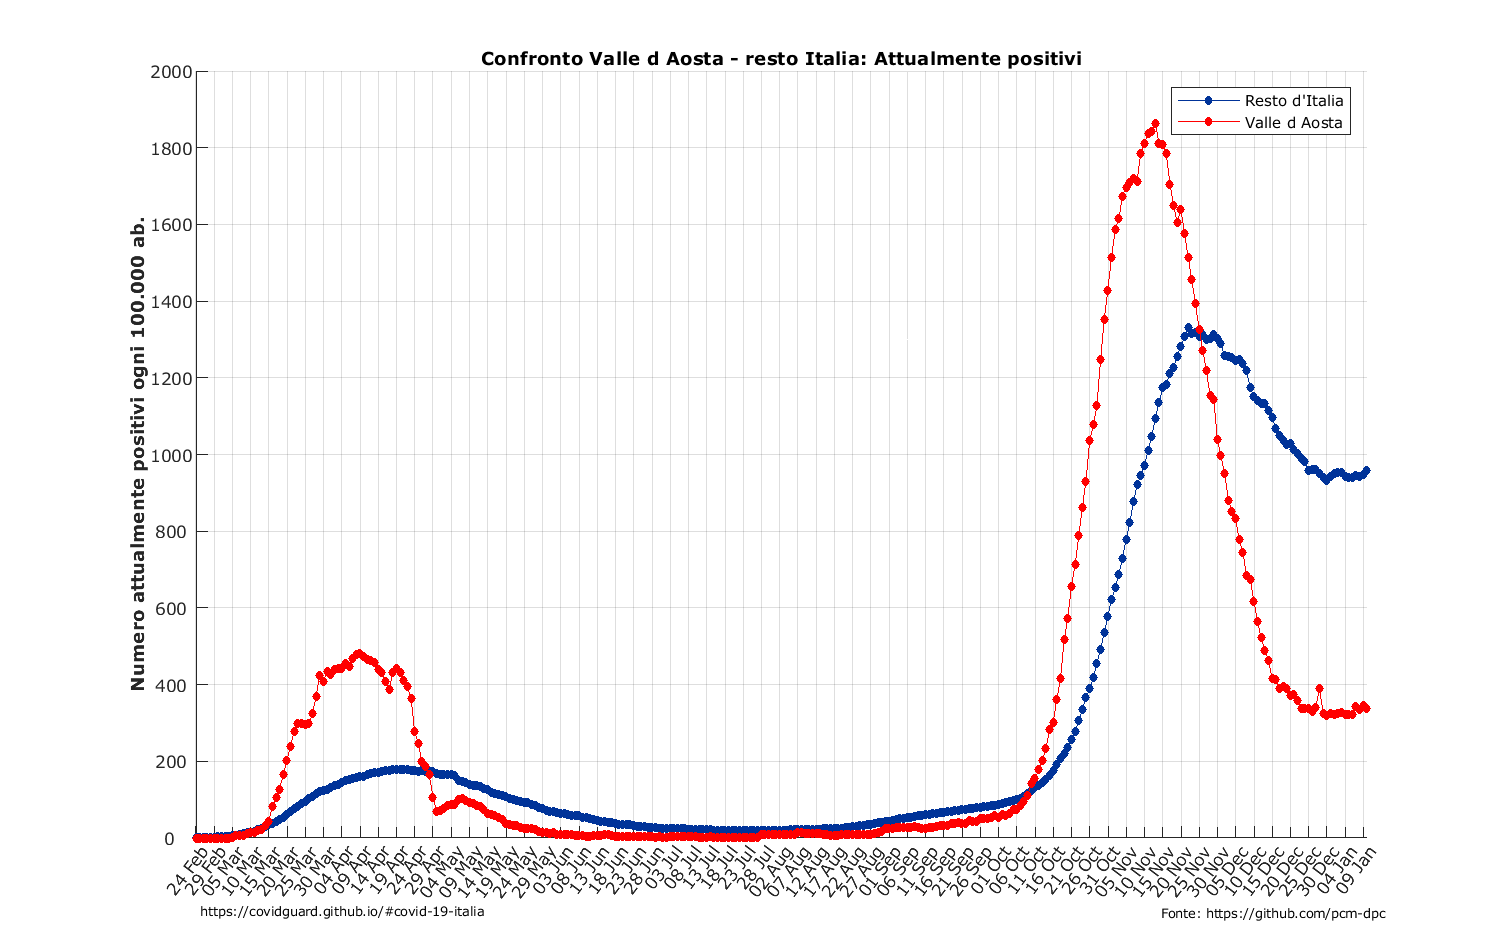 Confronto Valle d Aosta - resto Italia: Attualmente positivi
Resto d'Italia
Valle d Aosta
Numero attualmente positivi ogni 100.000 ab.
2000
1800
1600
1400
1200
1000
800
600
400
200
0
24 Feb
29 Feb
05 Mar
10 Mar
15 Mar
20 Mar
25 Mar
30 Mar
04 Apr
09 Apr
14 Apr
19 Apr
24 Apr
29 Apr
04 May
09 May
14 May
19 May
24 May
29 May
03 Jun
08 Jun
13 Jun
18 Jun
23 Jun
28 Jun
03 Jul
08 Jul
13 Jul
18 Jul
23 Jul
28 Jul
02 Aug
07 Aug
12 Aug
17 Aug
22 Aug
27 Aug
01 Sep
06 Sep
11 Sep
16 Sep
21 Sep
26 Sep
01 Oct
06 Oct
11 Oct
16 Oct
21 Oct
26 Oct
31 Oct
05 Nov
10 Nov
15 Nov
20 Nov
25 Nov
30 Nov
05 Dec
10 Dec
15 Dec
20 Dec
25 Dec
30 Dec
04 Jan
09 Jan
https://covidguard.github.io/#covid-19-italia
Fonte: https://github.com/pcm-dpc